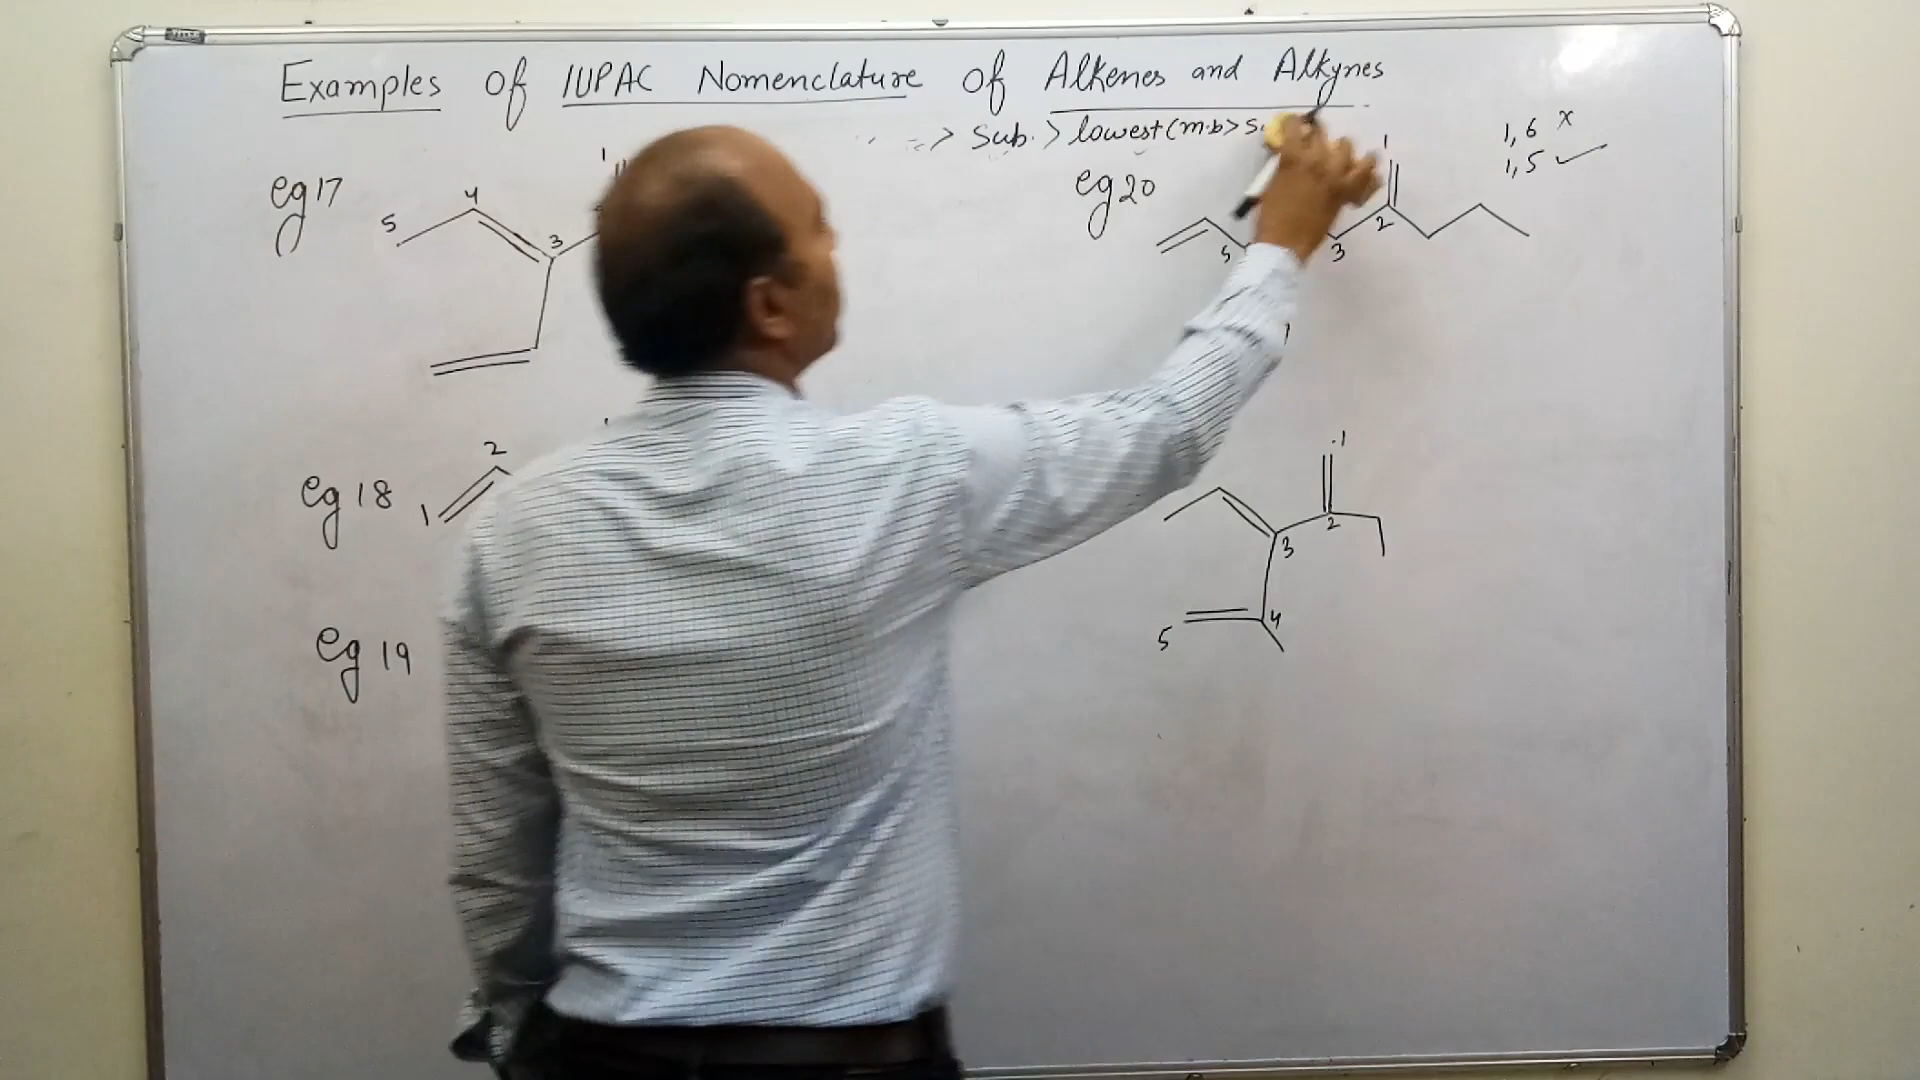 Examples of IUPAC Nomenclature of Alkenes and Alkynes
> Sub. > lowest (m.b > s
1, 6 x
1, 5 ✓
eg 17
1
4
5
3
eg 20
1
2
3
5
1
eg 18
2
1
1
2
3
4
5
eg 19